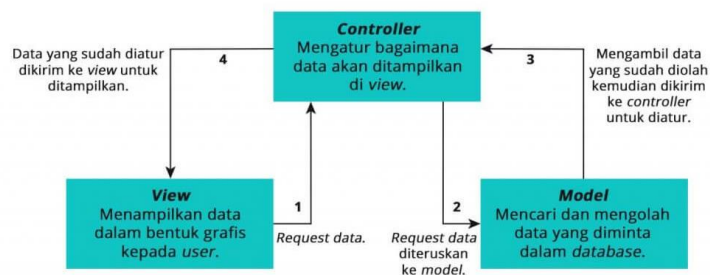 Controller
Mengatur bagaimana
data akan ditampilkan
di view.
Data yang sudah diatur
dikirim ke view untuk
ditampilkan.
4
3
Mengambil data
yang sudah diolah
kemudian dikirim
ke controller
untuk diatur.
View
Menampilkan data
dalam bentuk grafis
kepada user.
1
Request data.
2
Request data
diteruskan
ke model.
Model
Mencari dan mengolah
data yang diminta
dalam database.